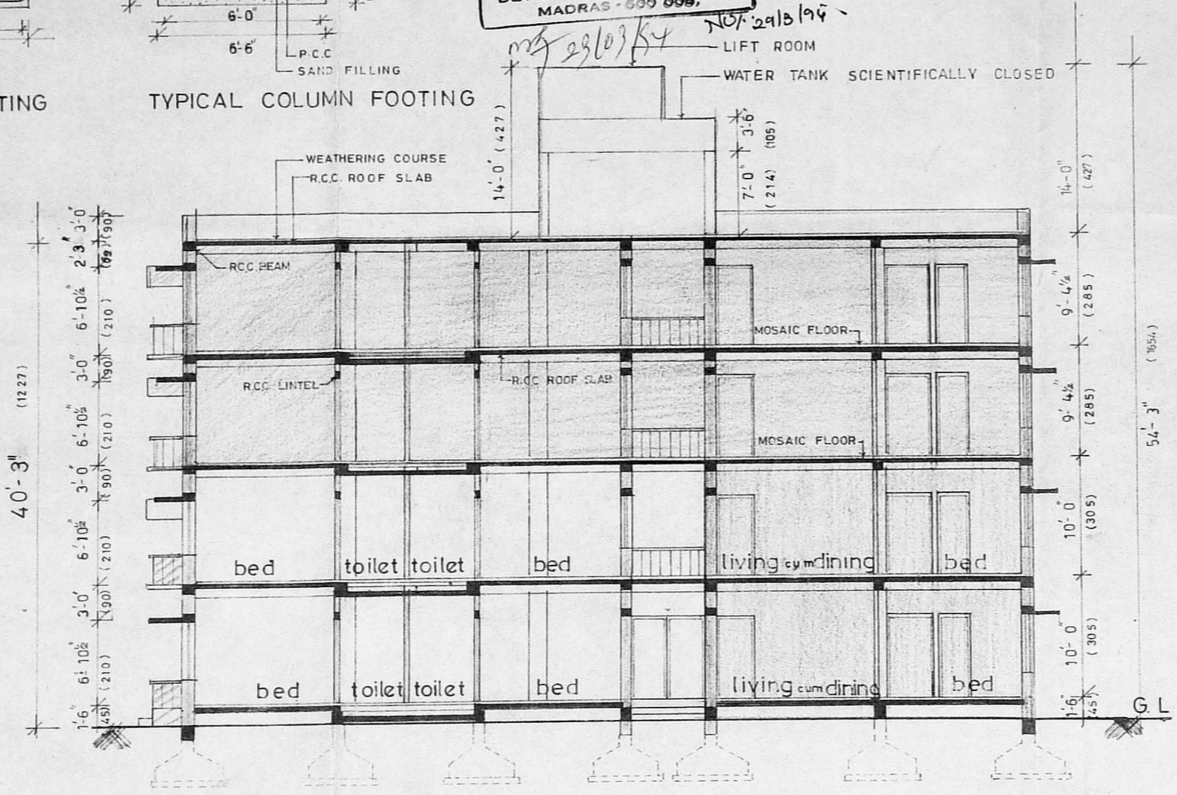 6'-0"
6'-6"
P.C.C
SAND FILLING
TING
TYPICAL COLUMN FOOTING
MADRAS - 600 008.
29/3/94
LIFT ROOM
WATER TANK SCIENTIFICALLY CLOSED
14'-0" (427)
3'-6" (105)
7'-0" (214)
WEATHERING COURSE
R.C.C. ROOF SLAB
14'-0" (427)
3'-0" (90)
2'-3"
R.C.C. BEAM
6'-10½" (210)
MOSAIC FLOOR
9'-4½" (285)
3'-0" (90)
R.C.C. LINTEL
R.C.C ROOF SLAB
6'-10½" (210)
MOSAIC FLOOR
9'-4½" (285)
40'-3" (1227)
54'-3" (1654)
3'-0" (90)
6'-10½" (210)
bed toilet toilet bed living cum dining bed
10'-0" (305)
3'-0" (90)
6'-10½" (210)
bed toilet toilet bed living cum dining bed
10'-0" (305)
1'-6" (45)
1'-6" (45)
G.L